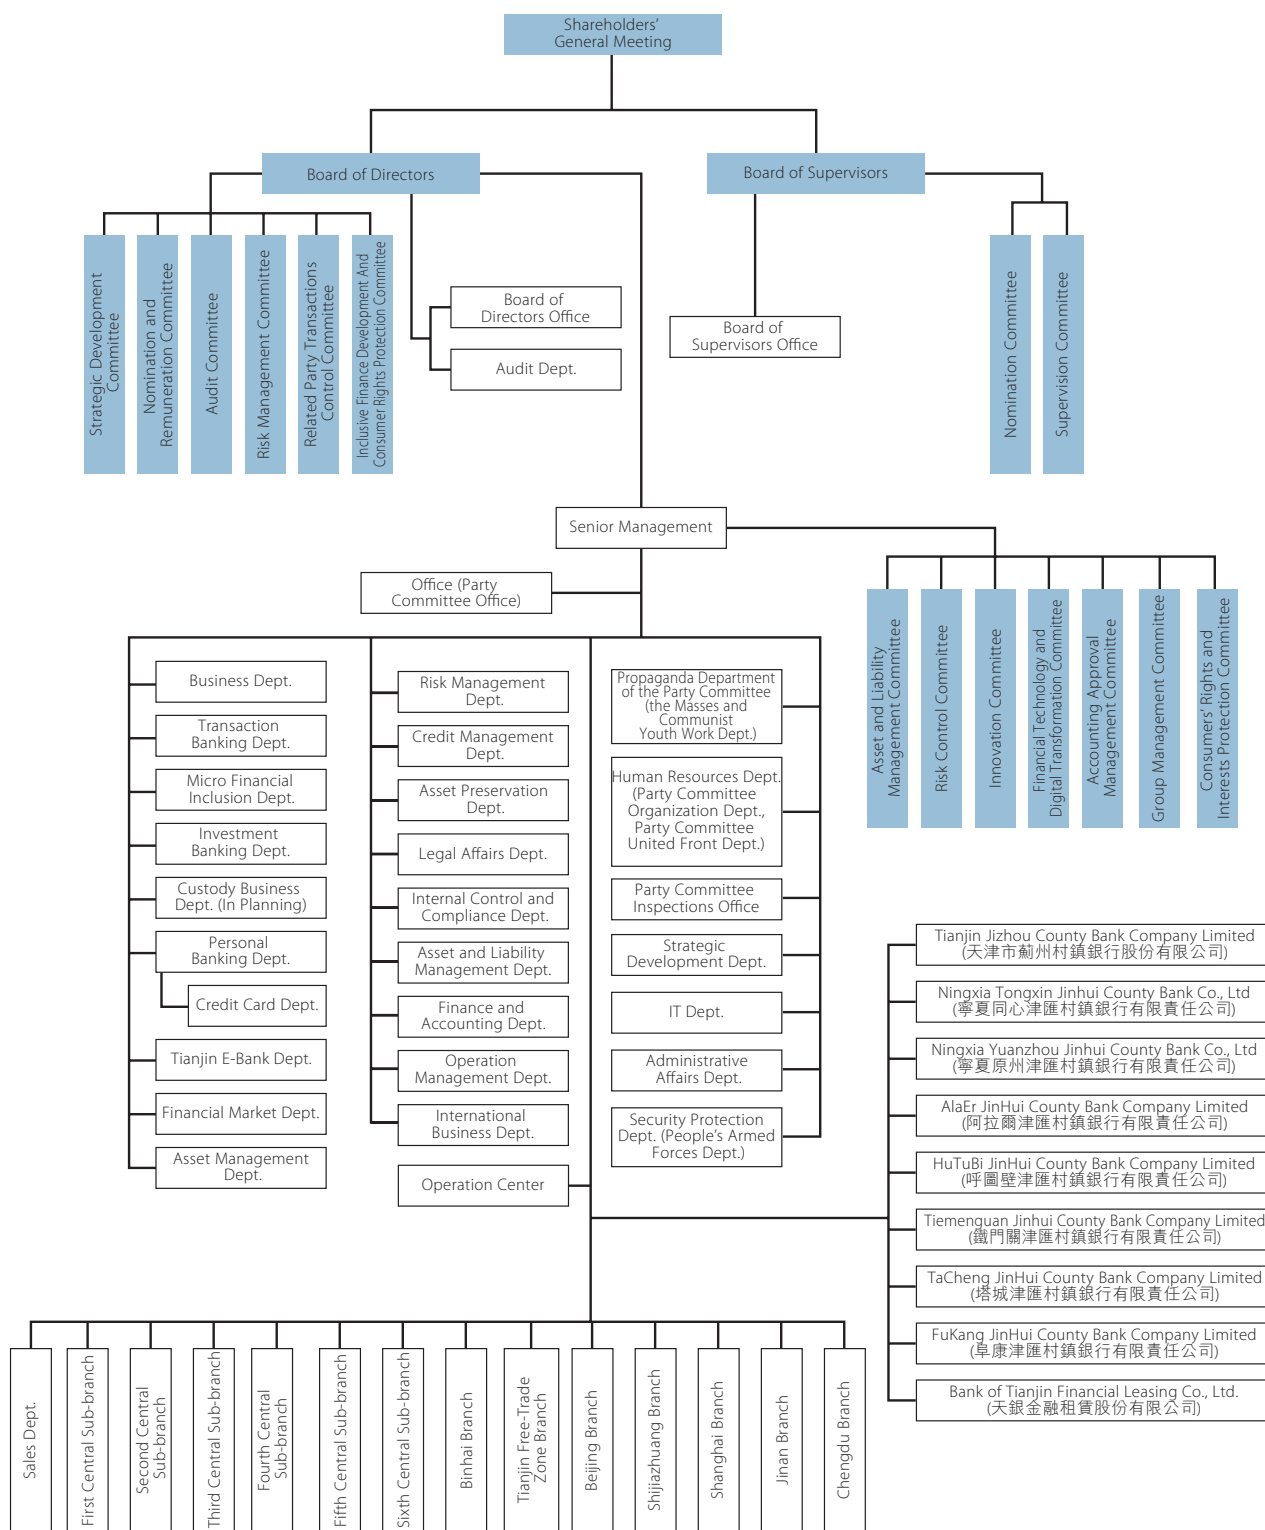 Shareholders'
General Meeting
Board of Directors
Board of Supervisors
Strategic Development
Committee
Nomination and
Remuneration Committee
Audit Committee
Risk Management Committee
Related Party Transactions
Control Committee
Inclusive Finance Development And
Consumer Rights Protection Committee
Board of
Directors Office
Audit Dept.
Board of
Supervisors Office
Nomination Committee
Supervision Committee
Senior Management
Office (Party
Committee Office)
Asset and Liability
Management Committee
Risk Control Committee
Innovation Committee
Financial Technology and
Digital Transformation Committee
Accounting Approval
Management Committee
Group Management Committee
Consumers' Rights and
Interests Protection Committee
Business Dept.
Transaction
Banking Dept.
Micro Financial
Inclusion Dept.
Investment
Banking Dept.
Custody Business
Dept. (In Planning)
Personal
Banking Dept.
Credit Card Dept.
Tianjin E-Bank Dept.
Financial Market Dept.
Asset Management
Dept.
Risk Management
Dept.
Credit Management
Dept.
Asset Preservation
Dept.
Legal Affairs Dept.
Internal Control and
Compliance Dept.
Asset and Liability
Management Dept.
Finance and
Accounting Dept.
Operation
Management Dept.
International
Business Dept.
Operation Center
Propaganda Department
of the Party Committee
(the Masses and
Communist
Youth Work Dept.)
Human Resources Dept.
(Party Committee
Organization Dept.,
Party Committee
United Front Dept.)
Party Committee
Inspections Office
Strategic
Development Dept.
IT Dept.
Administrative
Affairs Dept.
Security Protection
Dept. (People's Armed
Forces Dept.)
Tianjin Jizhou County Bank Company Limited
(天津市薊州村鎮銀行股份有限公司)
Ningxia Tongxin Jinhui County Bank Co., Ltd
(寧夏同心津匯村鎮銀行有限責任公司)
Ningxia Yuanzhou Jinhui County Bank Co., Ltd
(寧夏原州津匯村鎮銀行有限責任公司)
AlaEr JinHui County Bank Company Limited
(阿拉爾津匯村鎮銀行有限責任公司)
HuTuBi JinHui County Bank Company Limited
(呼圖壁津匯村鎮銀行有限責任公司)
Tiemenguan Jinhui County Bank Company Limited
(鐵門關津匯村鎮銀行有限責任公司)
TaCheng JinHui County Bank Company Limited
(塔城津匯村鎮銀行有限責任公司)
FuKang JinHui County Bank Company Limited
(阜康津匯村鎮銀行有限責任公司)
Bank of Tianjin Financial Leasing Co., Ltd.
(天銀金融租賃股份有限公司)
Sales Dept.
First Central Sub-branch
Second Central
Sub-branch
Third Central Sub-branch
Fourth Central
Sub-branch
Fifth Central Sub-branch
Sixth Central Sub-branch
Binhai Branch
Tianjin Free-Trade
Zone Branch
Beijing Branch
Shijiazhuang Branch
Shanghai Branch
Jinan Branch
Chengdu Branch